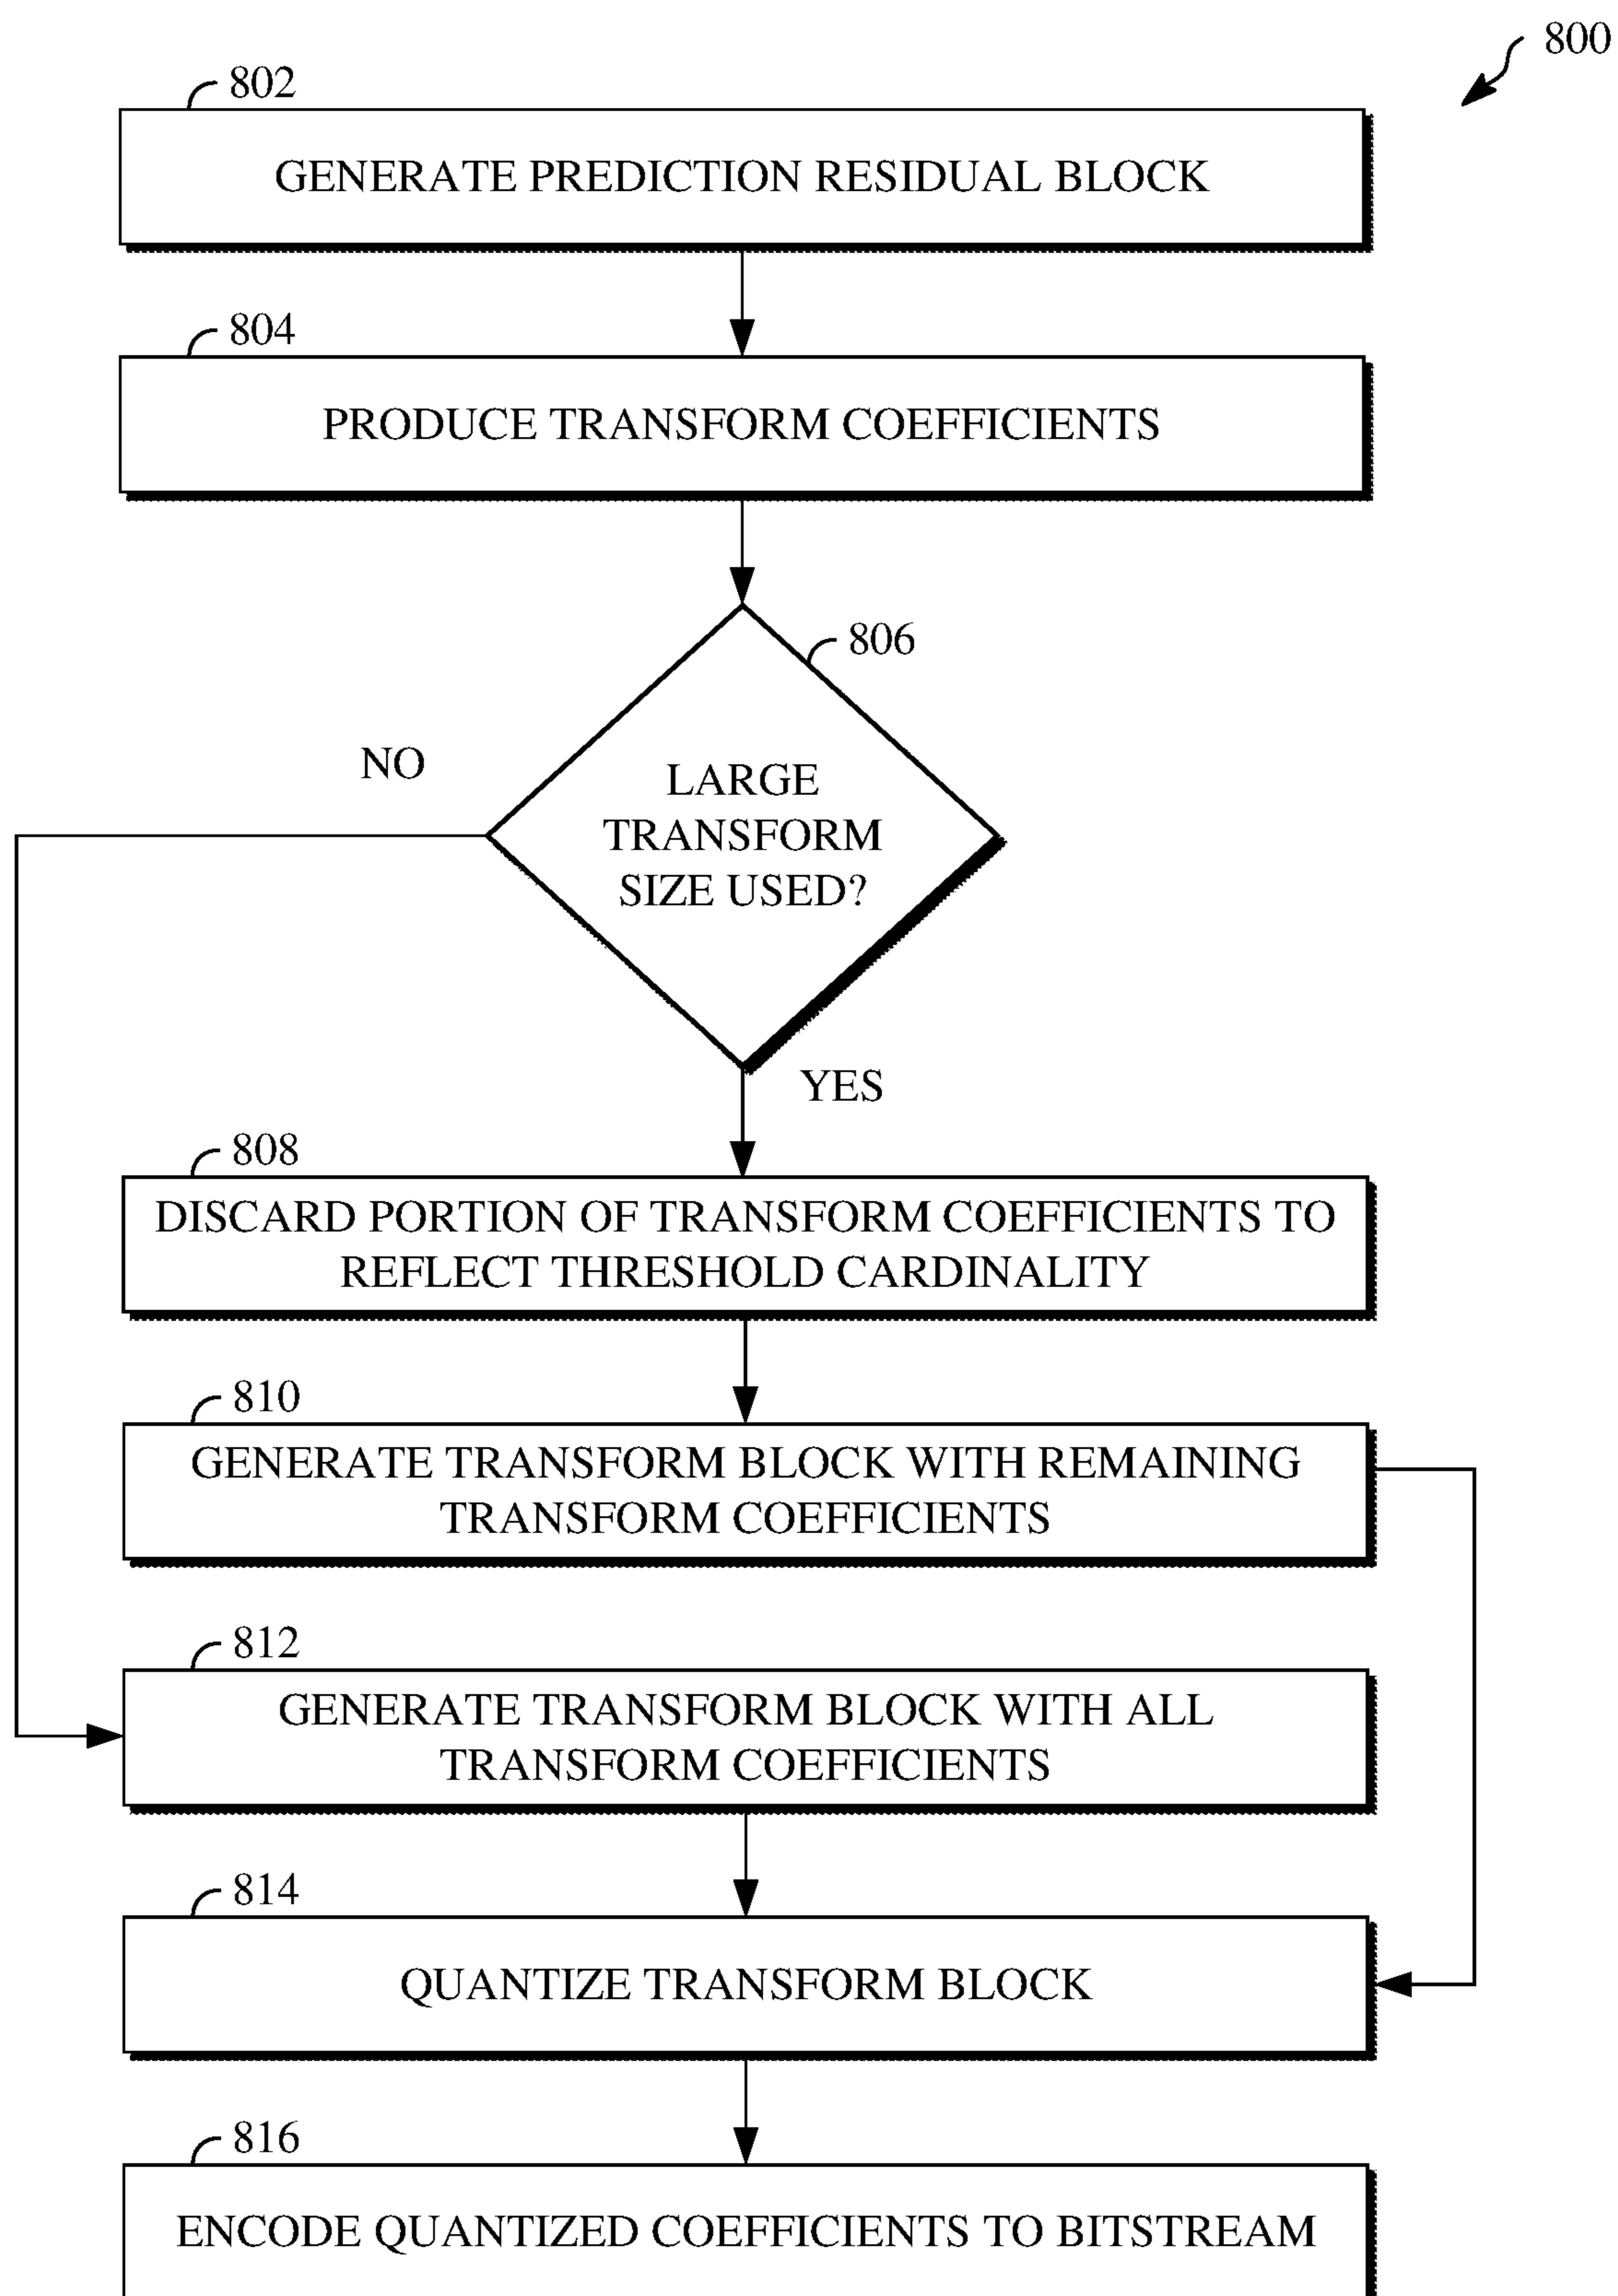 800
802
GENERATE PREDICTION RESIDUAL BLOCK
804
PRODUCE TRANSFORM COEFFICIENTS
806
NO
LARGE
TRANSFORM
SIZE USED?
YES
808
DISCARD PORTION OF TRANSFORM COEFFICIENTS TO
REFLECT THRESHOLD CARDINALITY
810
GENERATE TRANSFORM BLOCK WITH REMAINING
TRANSFORM COEFFICIENTS
812
GENERATE TRANSFORM BLOCK WITH ALL
TRANSFORM COEFFICIENTS
814
QUANTIZE TRANSFORM BLOCK
816
ENCODE QUANTIZED COEFFICIENTS TO BITSTREAM